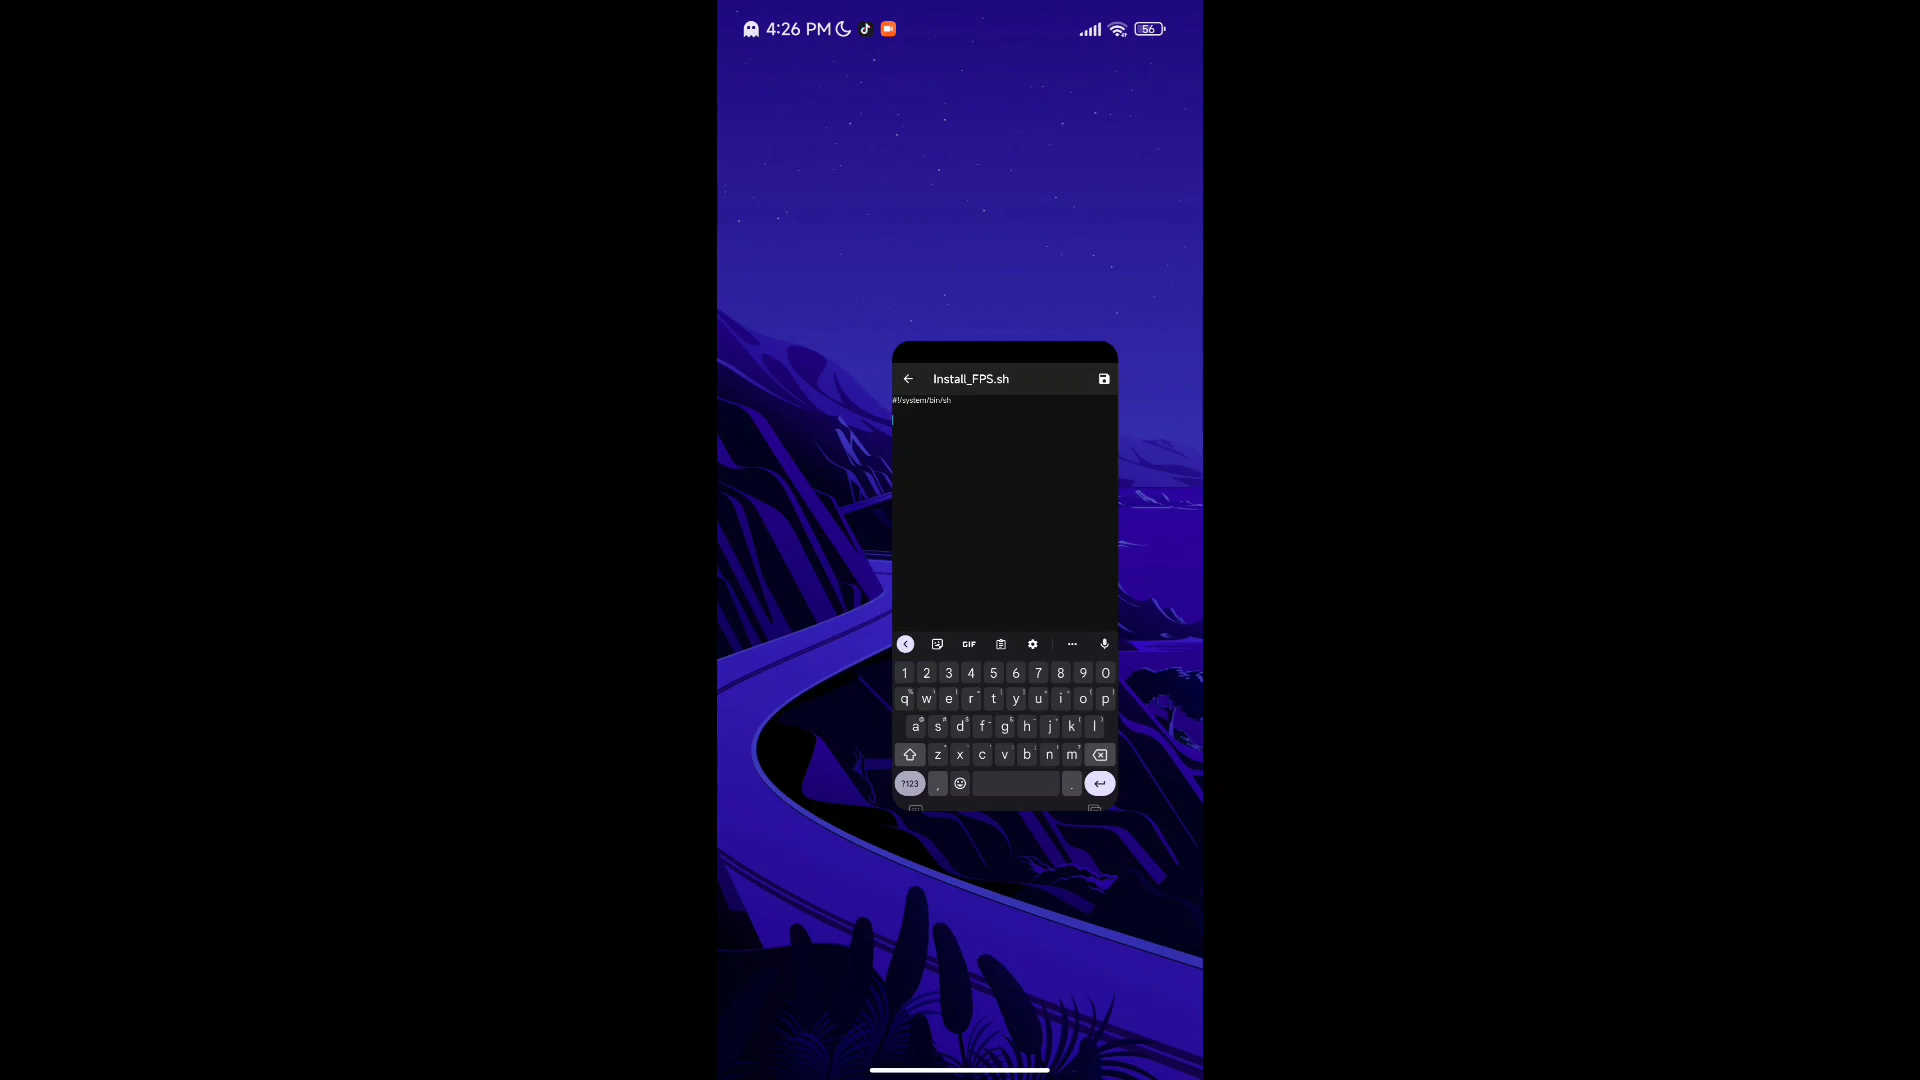 4:26 PM
56
Install_FPS.sh
#!/system/bin/sh
GIF
1 2 3 4 5 6 7 8 9 0
q w e r t y u i o p
a s d f g h j k l
z x c v b n m
?123 , .